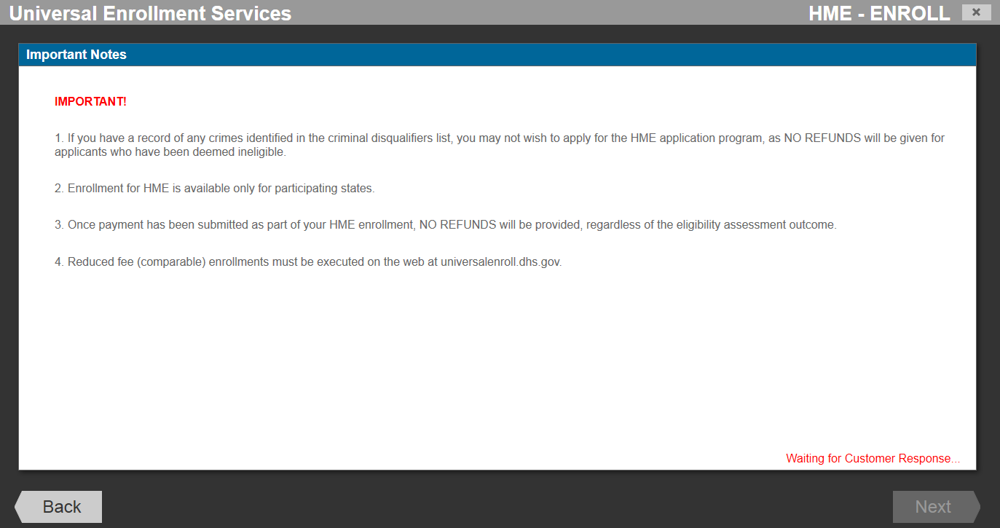 Universal Enrollment Services
HME - ENROLL
Important Notes
IMPORTANT!
1. If you have a record of any crimes identified in the criminal disqualifiers list, you may not wish to apply for the HME application program, as NO REFUNDS will be given for
applicants who have been deemed ineligible.
2. Enrollment for HME is available only for participating states.
3. Once payment has been submitted as part of your HME enrollment, NO REFUNDS will be provided, regardless of the eligibility assessment outcome.
4. Reduced fee (comparable) enrollments must be executed on the web at universalenroll.dhs.gov.
Waiting for Customer Response...
Back
Next